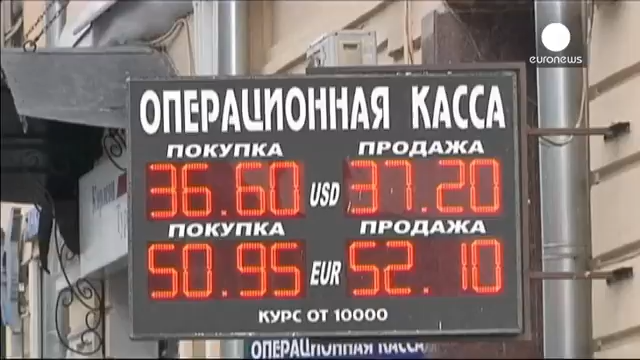 euronews
ОПЕРАЦИОННАЯ КАССА
ПОКУПКА ПРОДАЖА
36.60 USD 37.20
ПОКУПКА ПРОДАЖА
50.95 EUR 52.10
КУРС ОТ 10000
ОПЕРАЦИОННАЯ КАССА